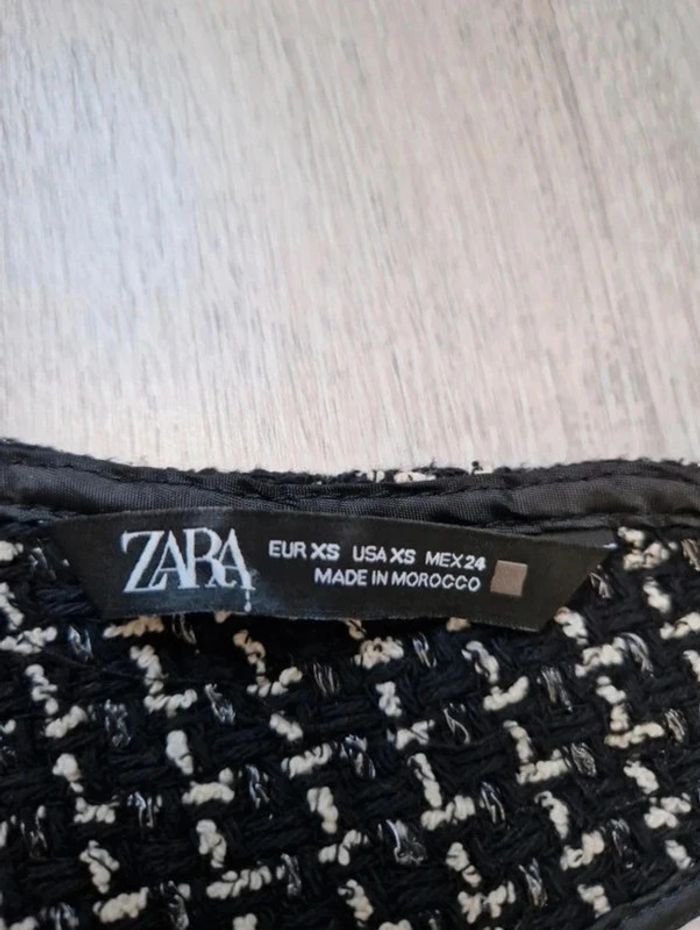 ZARA
EUR XS USA XS MEX 24
MADE IN MOROCCO